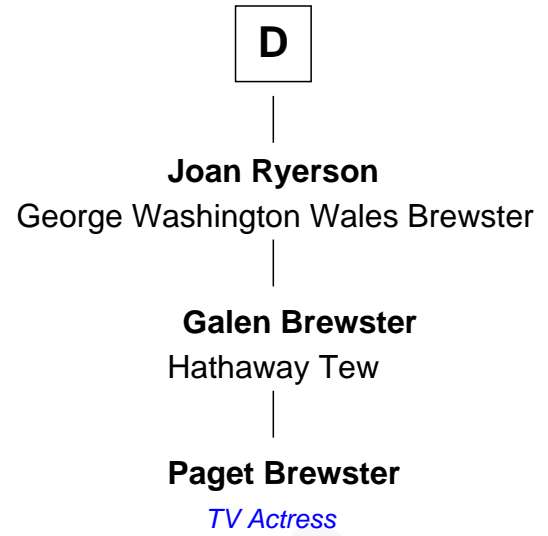 D
Joan Ryerson
George Washington Wales Brewster
Galen Brewster
Hathaway Tew
Paget Brewster
TV Actress